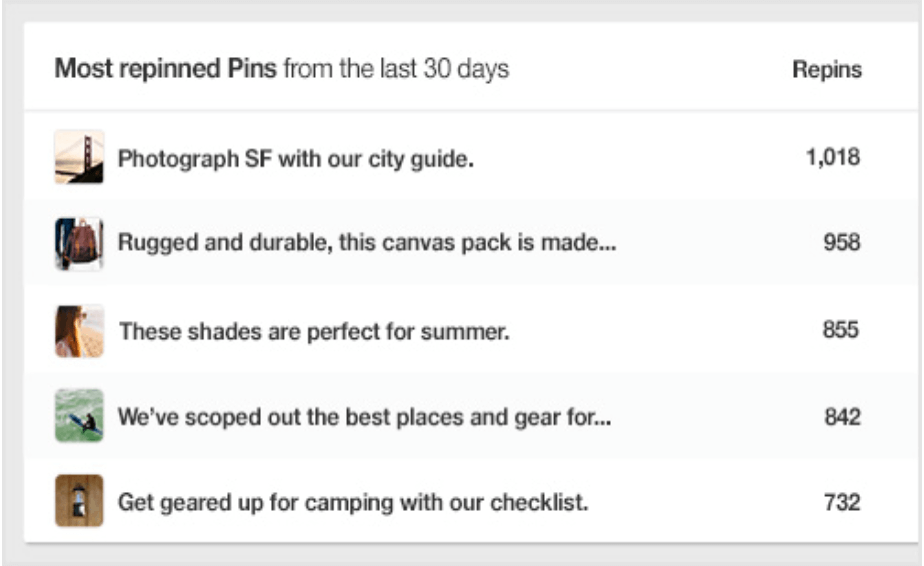 Most repinned Pins from the last 30 days Repins
Photograph SF with our city guide. 1,018
Rugged and durable, this canvas pack is made... 958
These shades are perfect for summer. 855
We've scoped out the best places and gear for... 842
Get geared up for camping with our checklist. 732